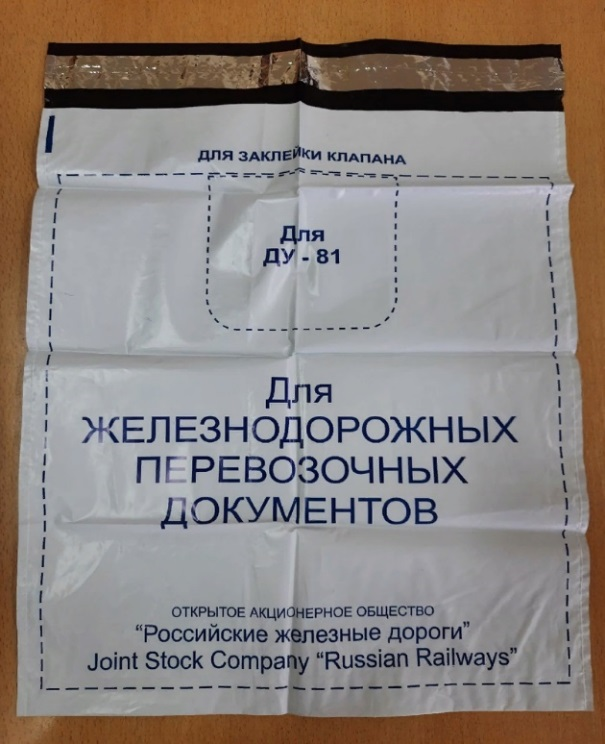 ДЛЯ ЗАКЛЕЙКИ КЛАПАНА
Для
ДУ - 81
Для
ЖЕЛЕЗНОДОРОЖНЫХ
ПЕРЕВОЗОЧНЫХ
ДОКУМЕНТОВ
ОТКРЫТОЕ АКЦИОНЕРНОЕ ОБЩЕСТВО
"Российские железные дороги"
Joint Stock Company "Russian Railways"